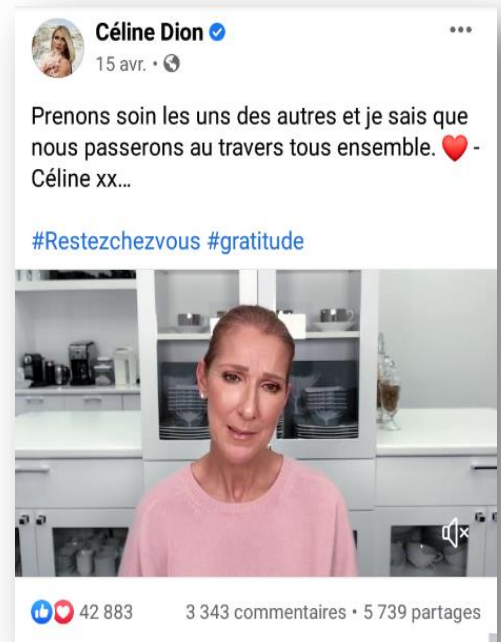 Céline Dion
15 avr. •
Prenons soin les uns des autres et je sais que
nous passerons au travers tous ensemble. ❤️ -
Céline xx...
#Restezchezvous #gratitude
42 883 3 343 commentaires • 5 739 partages